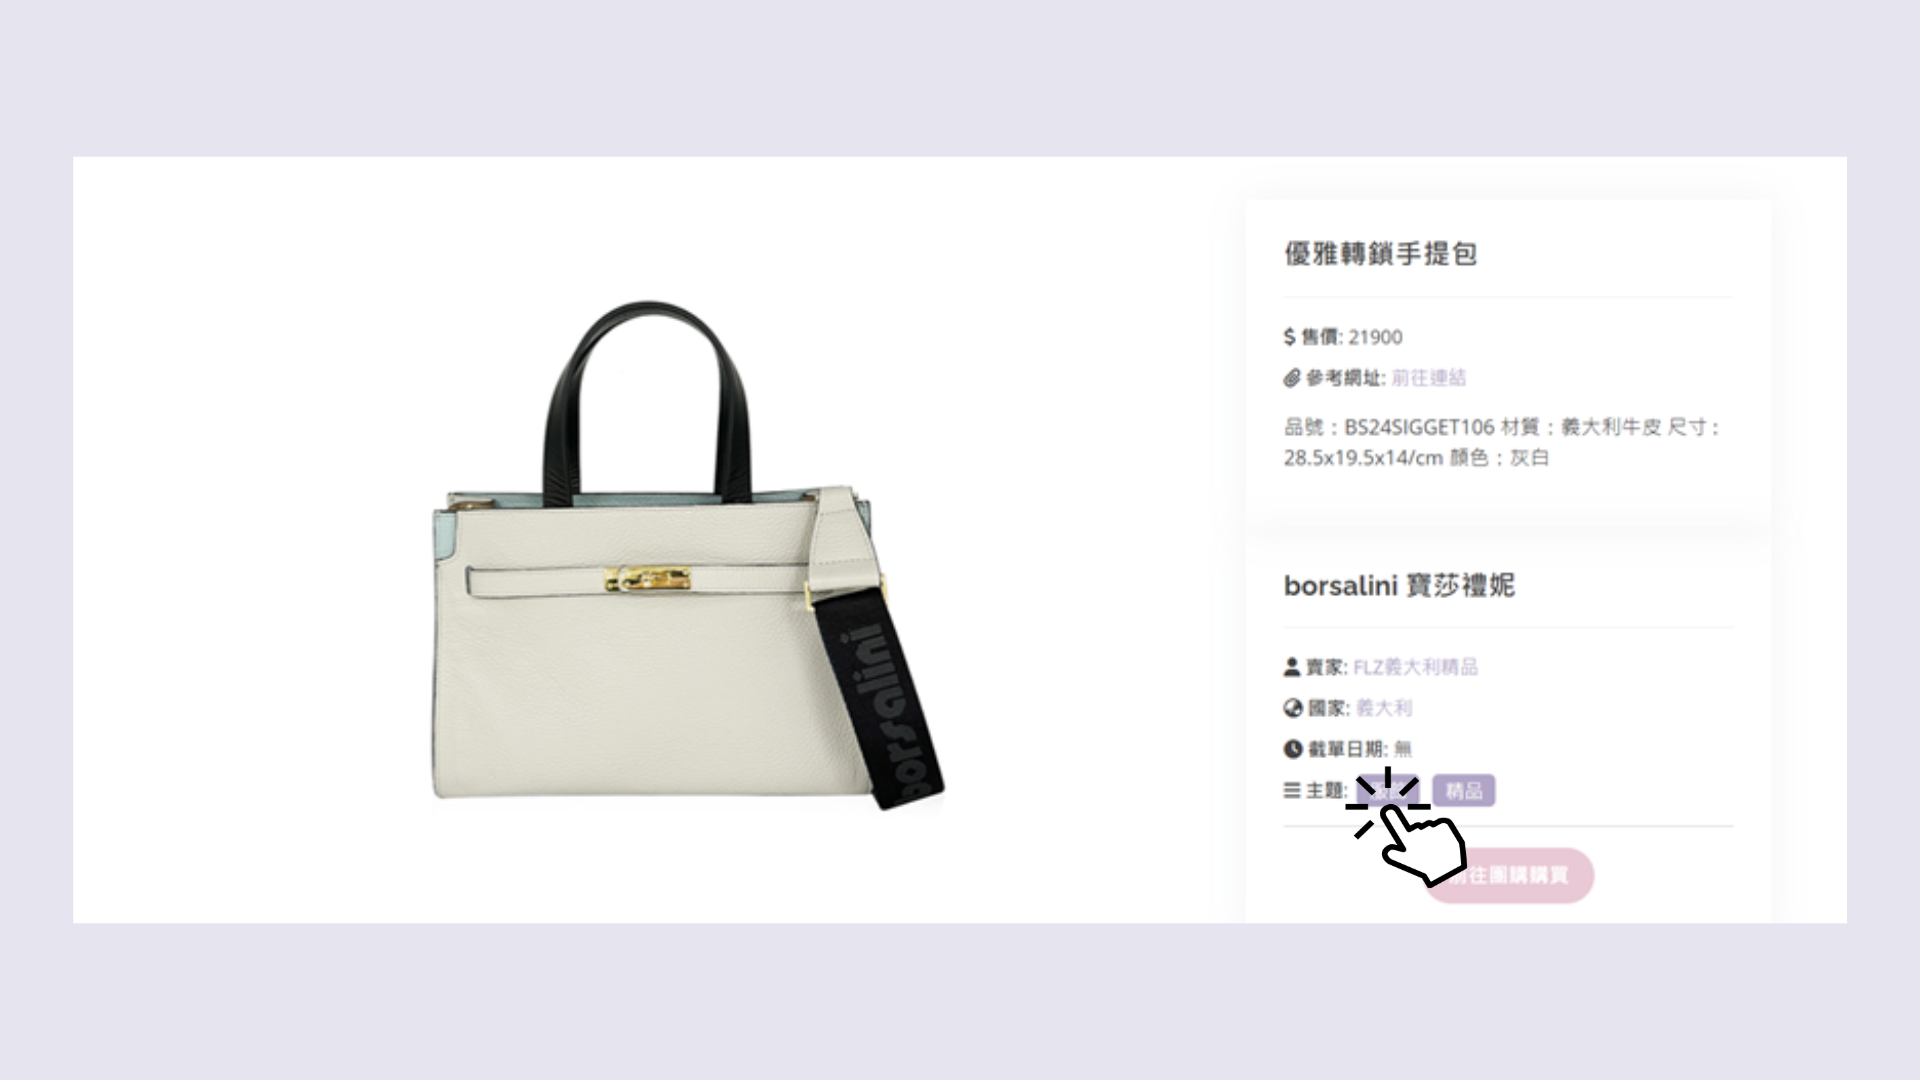 優雅轉鎖手提包
$ 售價: 21900
參考網址: 前往連結
品號：BS24SIGGET106 材質：義大利牛皮 尺寸：
28.5x19.5x14/cm 顏色：灰白
borsalini
borsalini 寶莎禮妮
賣家: FLZ義大利精品
國家: 義大利
截單日期: 無
主題: 精品
往團購購買